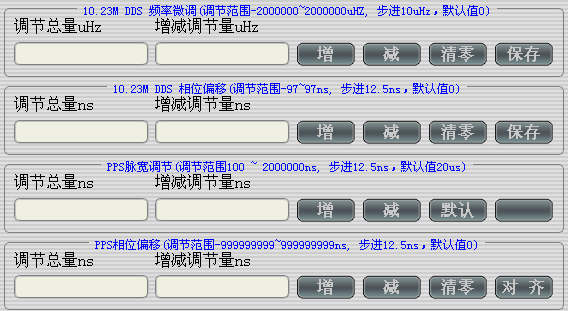 10.23M DDS 频率微调(调节范围-2000000~2000000uHZ, 步进10uHz，默认值0)
调节总量uHz 增减调节量uHz
增 减 清零 保存
10.23M DDS 相位偏移(调节范围-97~97ns, 步进12.5ns，默认值0)
调节总量ns 增减调节量ns
增 减 清零 保存
PPS脉宽调节(调节范围100 ~ 2000000ns, 步进12.5ns，默认值20us)
调节总量ns 增减调节量ns
增 减 默认
PPS相位偏移(调节范围-999999999~999999999ns, 步进12.5ns，默认值0)
调节总量ns 增减调节量ns
增 减 清零 对 齐